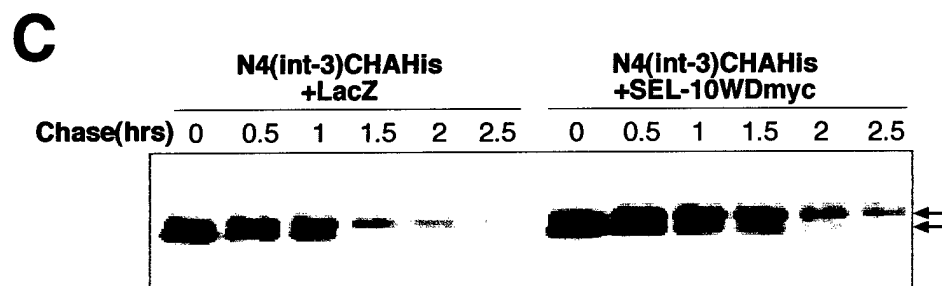 C
N4(int-3)CHAHis N4(int-3)CHAHis
+LacZ +SEL-10WDmyc
Chase(hrs) 0 0.5 1 1.5 2 2.5 0 0.5 1 1.5 2 2.5